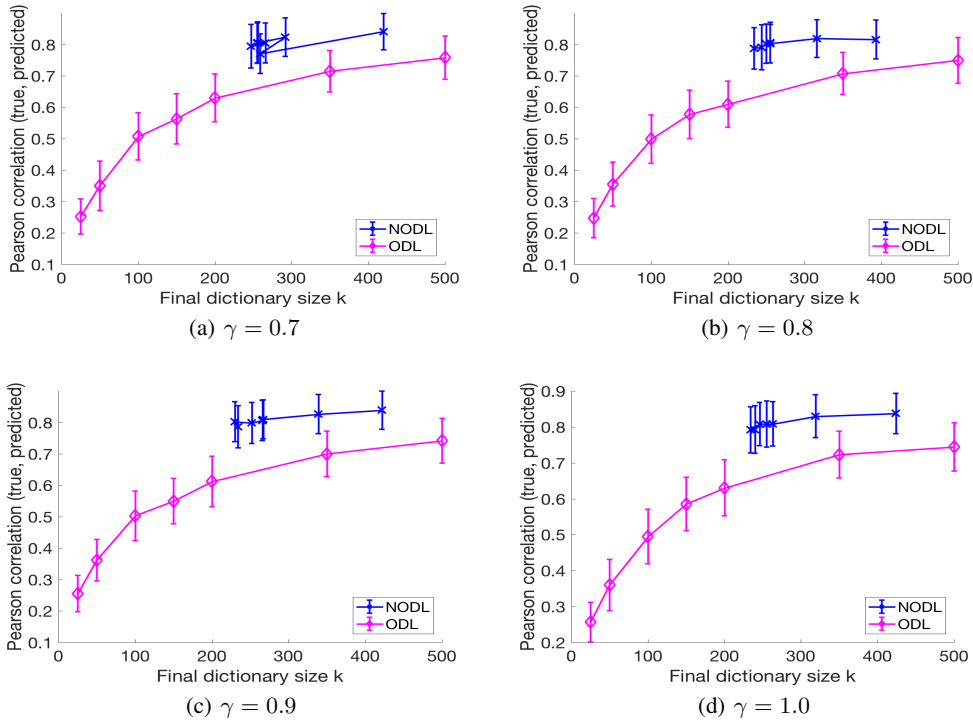 Pearson correlation (true, predicted)
0.8
0.7
0.6
0.5
0.4
0.3
0.2
0.1
0 100 200 300 400 500
Final dictionary size k
NODL
ODL
(a) γ = 0.7
Pearson correlation (true, predicted)
0.8
0.7
0.6
0.5
0.4
0.3
0.2
0.1
0 100 200 300 400 500
Final dictionary size k
NODL
ODL
(b) γ = 0.8
Pearson correlation (true, predicted)
0.8
0.7
0.6
0.5
0.4
0.3
0.2
0.1
0 100 200 300 400 500
Final dictionary size k
NODL
ODL
(c) γ = 0.9
Pearson correlation (true, predicted)
0.9
0.8
0.7
0.6
0.5
0.4
0.3
0.2
0 100 200 300 400 500
Final dictionary size k
NODL
ODL
(d) γ = 1.0